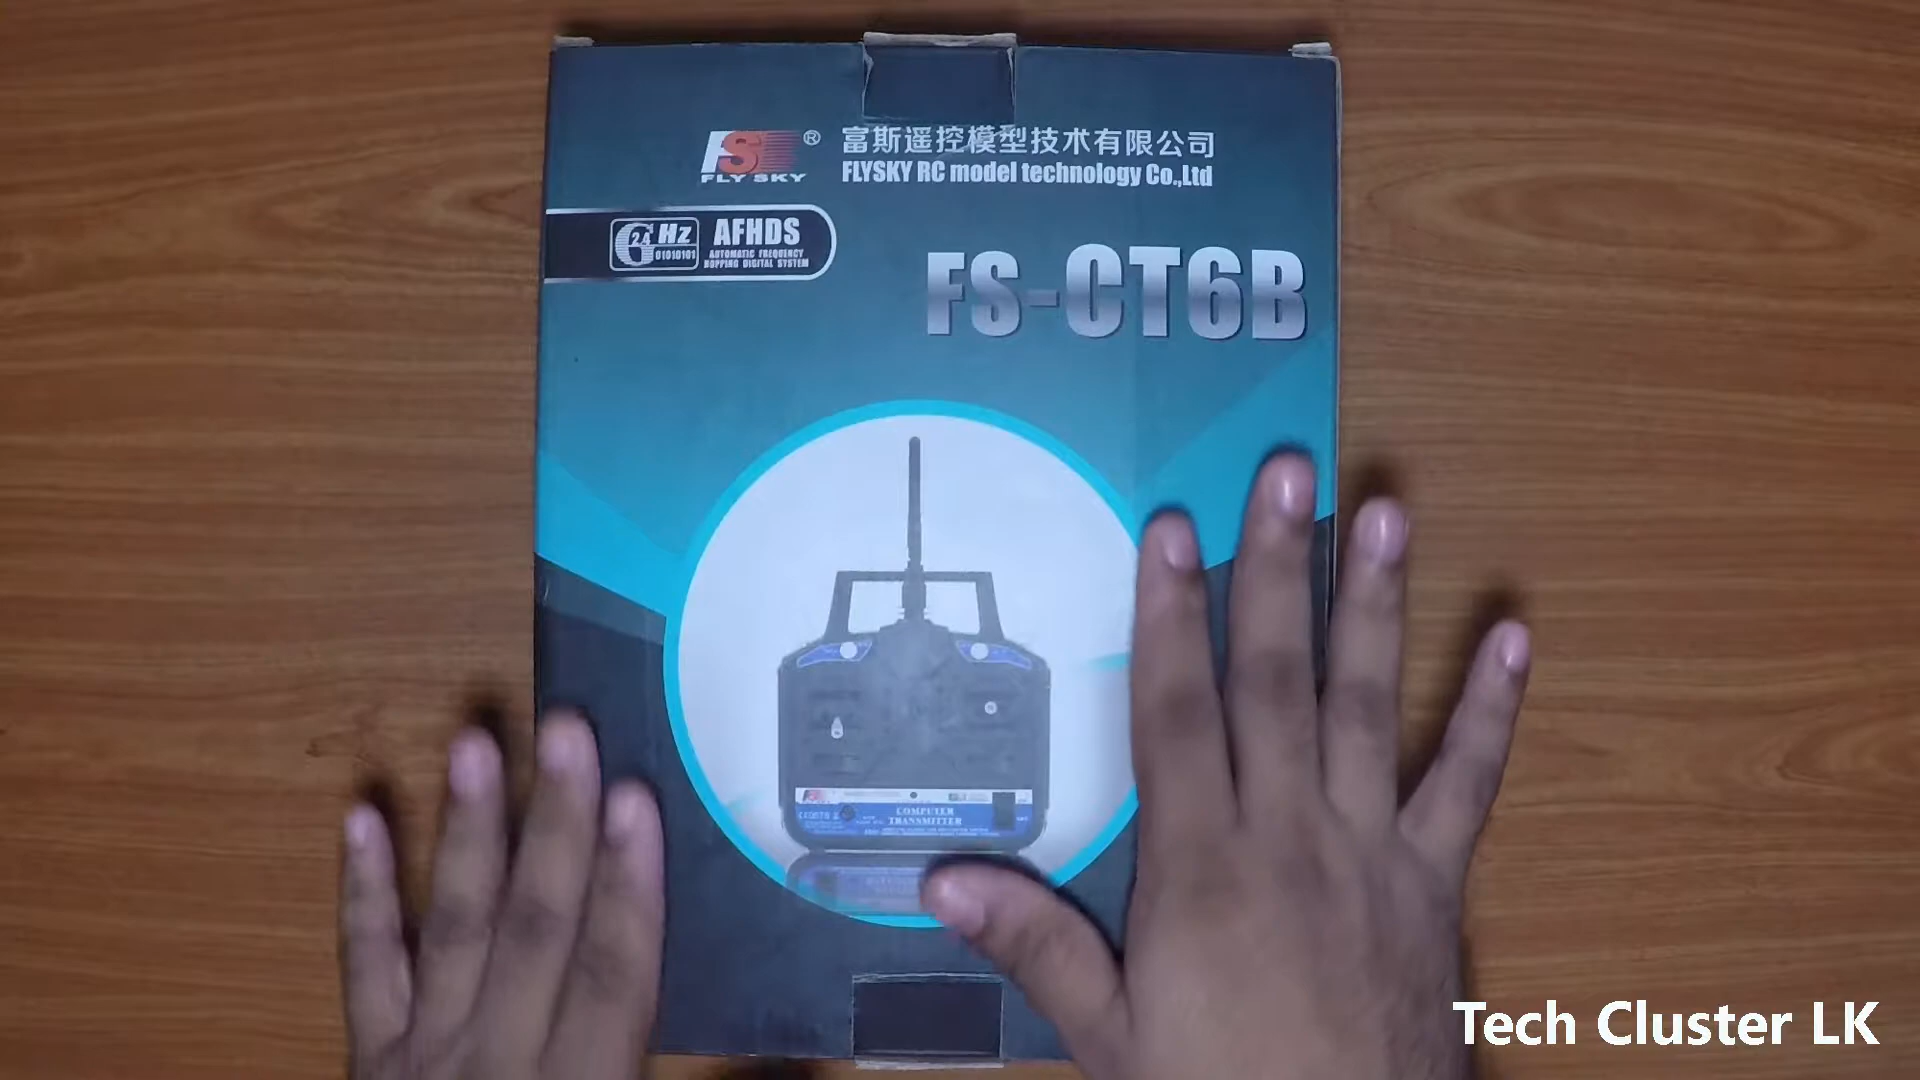 FS®
FLY SKY
富斯遥控模型技术有限公司
FLYSKY RC model technology Co.,Ltd
2.4GHz
01010101
AFHDS
AUTOMATIC FREQUENCY
HOPPING DIGITAL SYSTEM
FS-CT6B
COMPUTER
TRANSMITTER
Tech Cluster LK